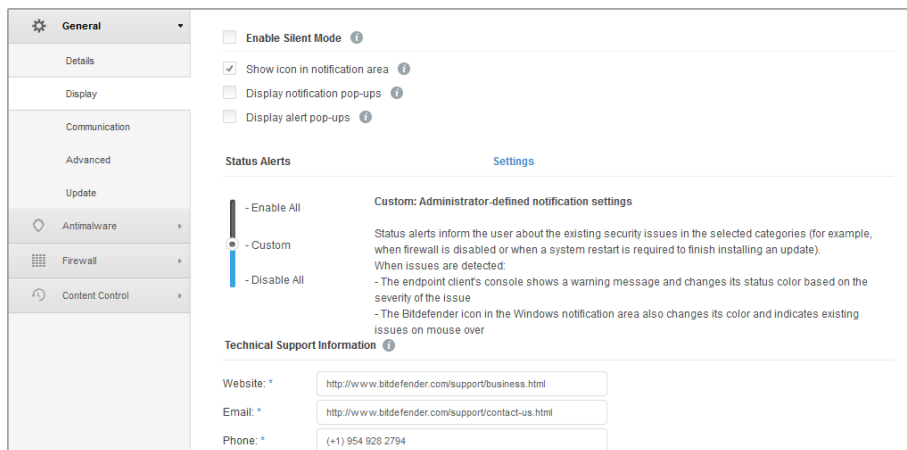 General
Details
Display
Communication
Advanced
Update
Antimalware
Firewall
Content Control
Enable Silent Mode
Show icon in notification area
Display notification pop-ups
Display alert pop-ups
Status Alerts
Settings
- Enable All
- Custom
- Disable All
Custom: Administrator-defined notification settings
Status alerts inform the user about the existing security issues in the selected categories (for example,
when firewall is disabled or when a system restart is required to finish installing an update).
When issues are detected:
- The endpoint client's console shows a warning message and changes its status color based on the
severity of the issue
- The Bitdefender icon in the Windows notification area also changes its color and indicates existing
issues on mouse over
Technical Support Information
Website: * http://www.bitdefender.com/support/business.html
Email: * http://www.bitdefender.com/support/contact-us.html
Phone: * (+1) 954 928 2794